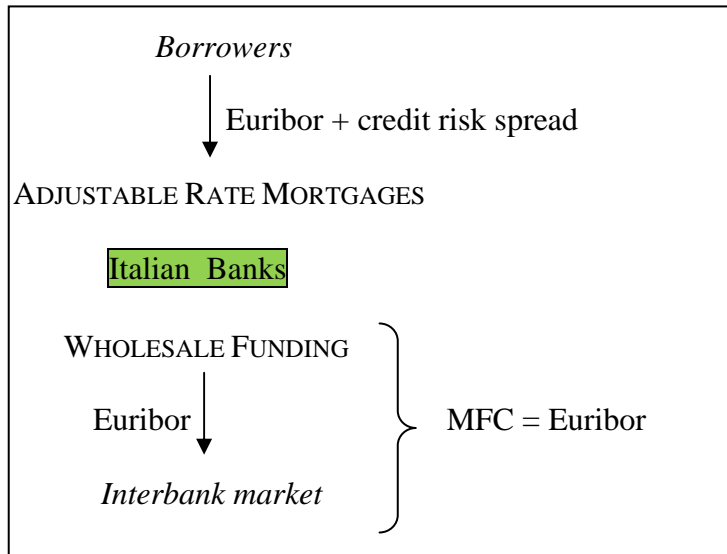 Borrowers
Euribor + credit risk spread
ADJUSTABLE RATE MORTGAGES
Italian Banks
WHOLESALE FUNDING
Euribor
MFC = Euribor
Interbank market